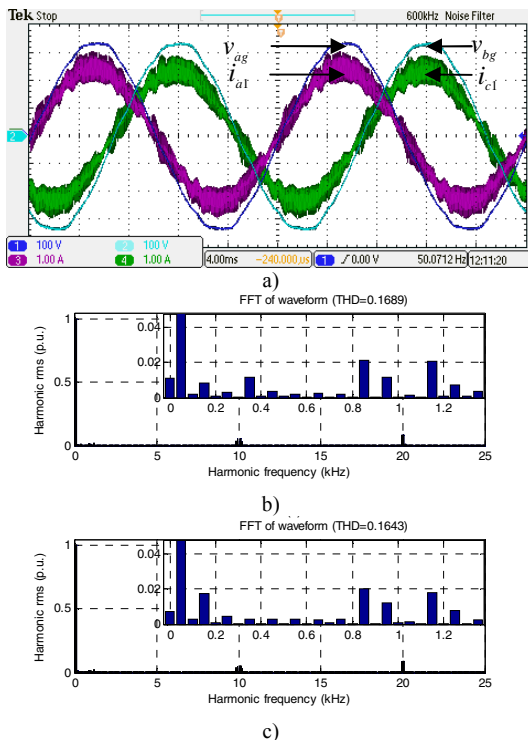 Tek Stop 600kHz Noise Filter
v_ag v_bg
i_a1 i_c1
2
1 100 V 2 100 V
3 1.00 A 4 1.00 A
4.00ms -240.000µs 1 0.00 V 50.0712 Hz 12:11:20
a)
FFT of waveform (THD=0.1689)
Harmonic rms (p.u.)
1
0.5
0
0.04
0.02
0
0 0.2 0.4 0.6 0.8 1 1.2
0 5 10 15 20 25
Harmonic frequency (kHz)
b)
FFT of waveform (THD=0.1643)
Harmonic rms (p.u.)
1
0.5
0
0.04
0.02
0
0 0.2 0.4 0.6 0.8 1 1.2
0 5 10 15 20 25
Harmonic frequency (kHz)
c)